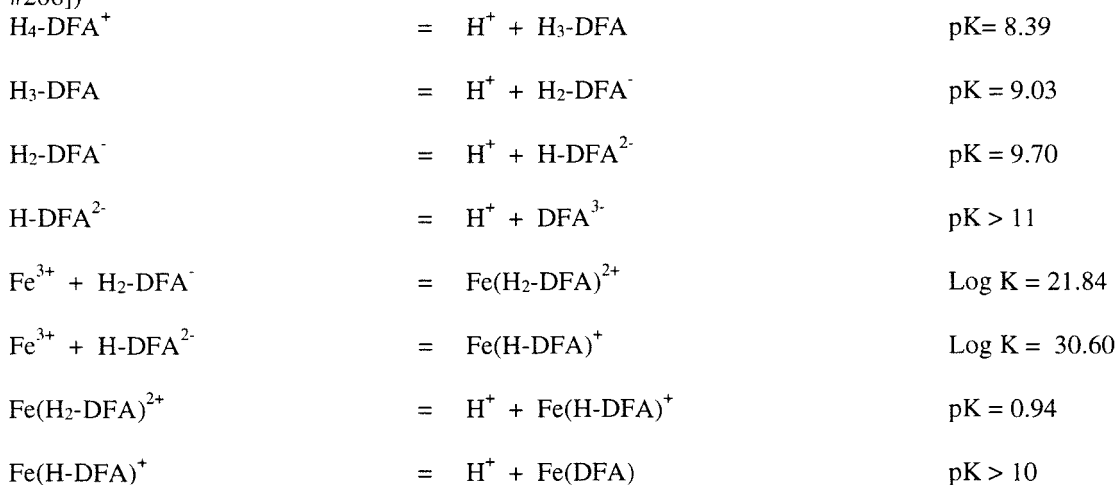 #206])
H₄-DFA⁺ = H⁺ + H₃-DFA pK= 8.39
H₃-DFA = H⁺ + H₂-DFA⁻ pK = 9.03
H₂-DFA⁻ = H⁺ + H-DFA²⁻ pK = 9.70
H-DFA²⁻ = H⁺ + DFA³⁻ pK > 11
Fe³⁺ + H₂-DFA⁻ = Fe(H₂-DFA)²⁺ Log K = 21.84
Fe³⁺ + H-DFA²⁻ = Fe(H-DFA)⁺ Log K = 30.60
Fe(H₂-DFA)²⁺ = H⁺ + Fe(H-DFA)⁺ pK = 0.94
Fe(H-DFA)⁺ = H⁺ + Fe(DFA) pK > 10